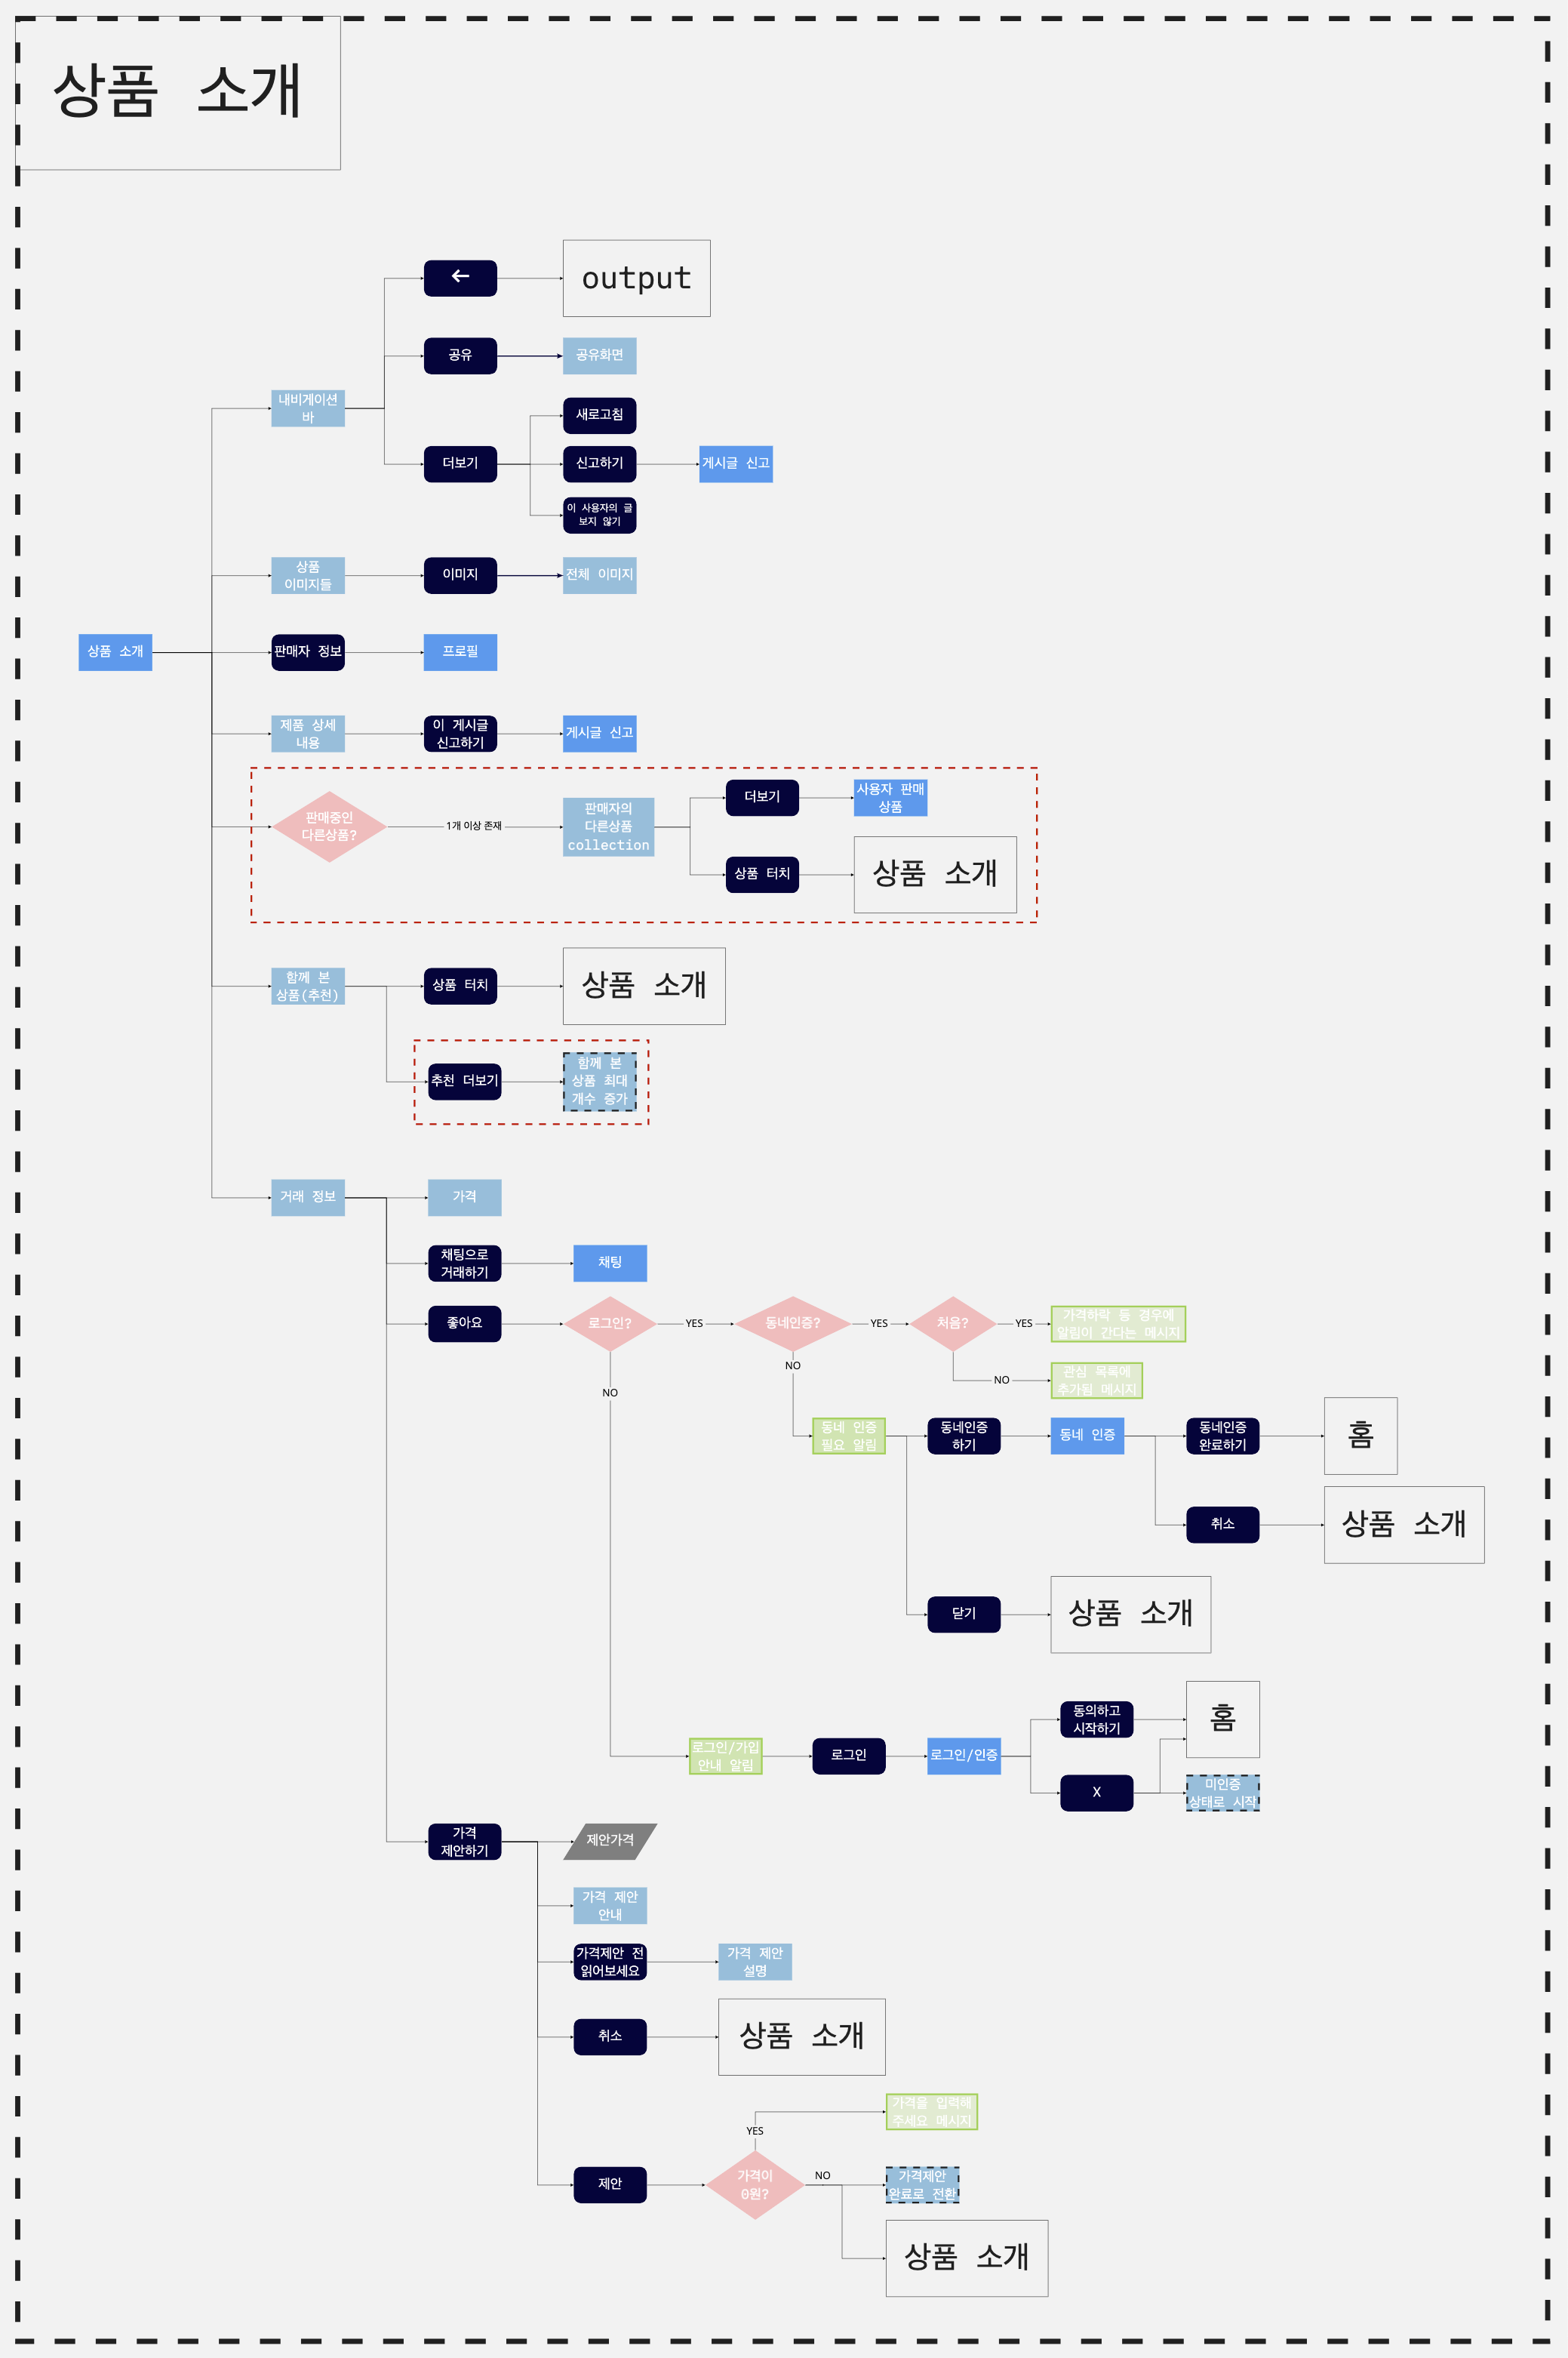 상품 소개
←
output
공유
공유화면
내비게이션
바
새로고침
더보기
신고하기
게시글 신고
이 사용자의 글
보지 않기
상품
이미지들
이미지
전체 이미지
상품 소개
판매자 정보
프로필
제품 상세
내용
이 게시글
신고하기
게시글 신고
판매중인
다른상품?
1개 이상 존재
판매자의
다른상품
collection
더보기
사용자 판매
상품
상품 터치
상품 소개
함께 본
상품(추천)
상품 터치
상품 소개
추천 더보기
함께 본
상품 최대
개수 증가
거래 정보
가격
채팅으로
거래하기
채팅
좋아요
로그인?
YES
동네인증?
YES
처음?
YES
가격하락 등 경우에
알림이 간다는 메시지
NO
NO
NO
관심 목록에
추가됨 메시지
동네 인증
필요 알림
동네인증
하기
동네 인증
동네인증
완료하기
홈
취소
상품 소개
닫기
상품 소개
로그인/가입
안내 알림
로그인
로그인/인증
동의하고
시작하기
홈
X
미인증
상태로 시작
가격
제안하기
제안가격
가격 제안
안내
가격제안 전
읽어보세요
가격 제안
설명
취소
상품 소개
가격을 입력해
주세요 메시지
YES
제안
가격이
0원?
NO
가격제안
완료로 전환
상품 소개